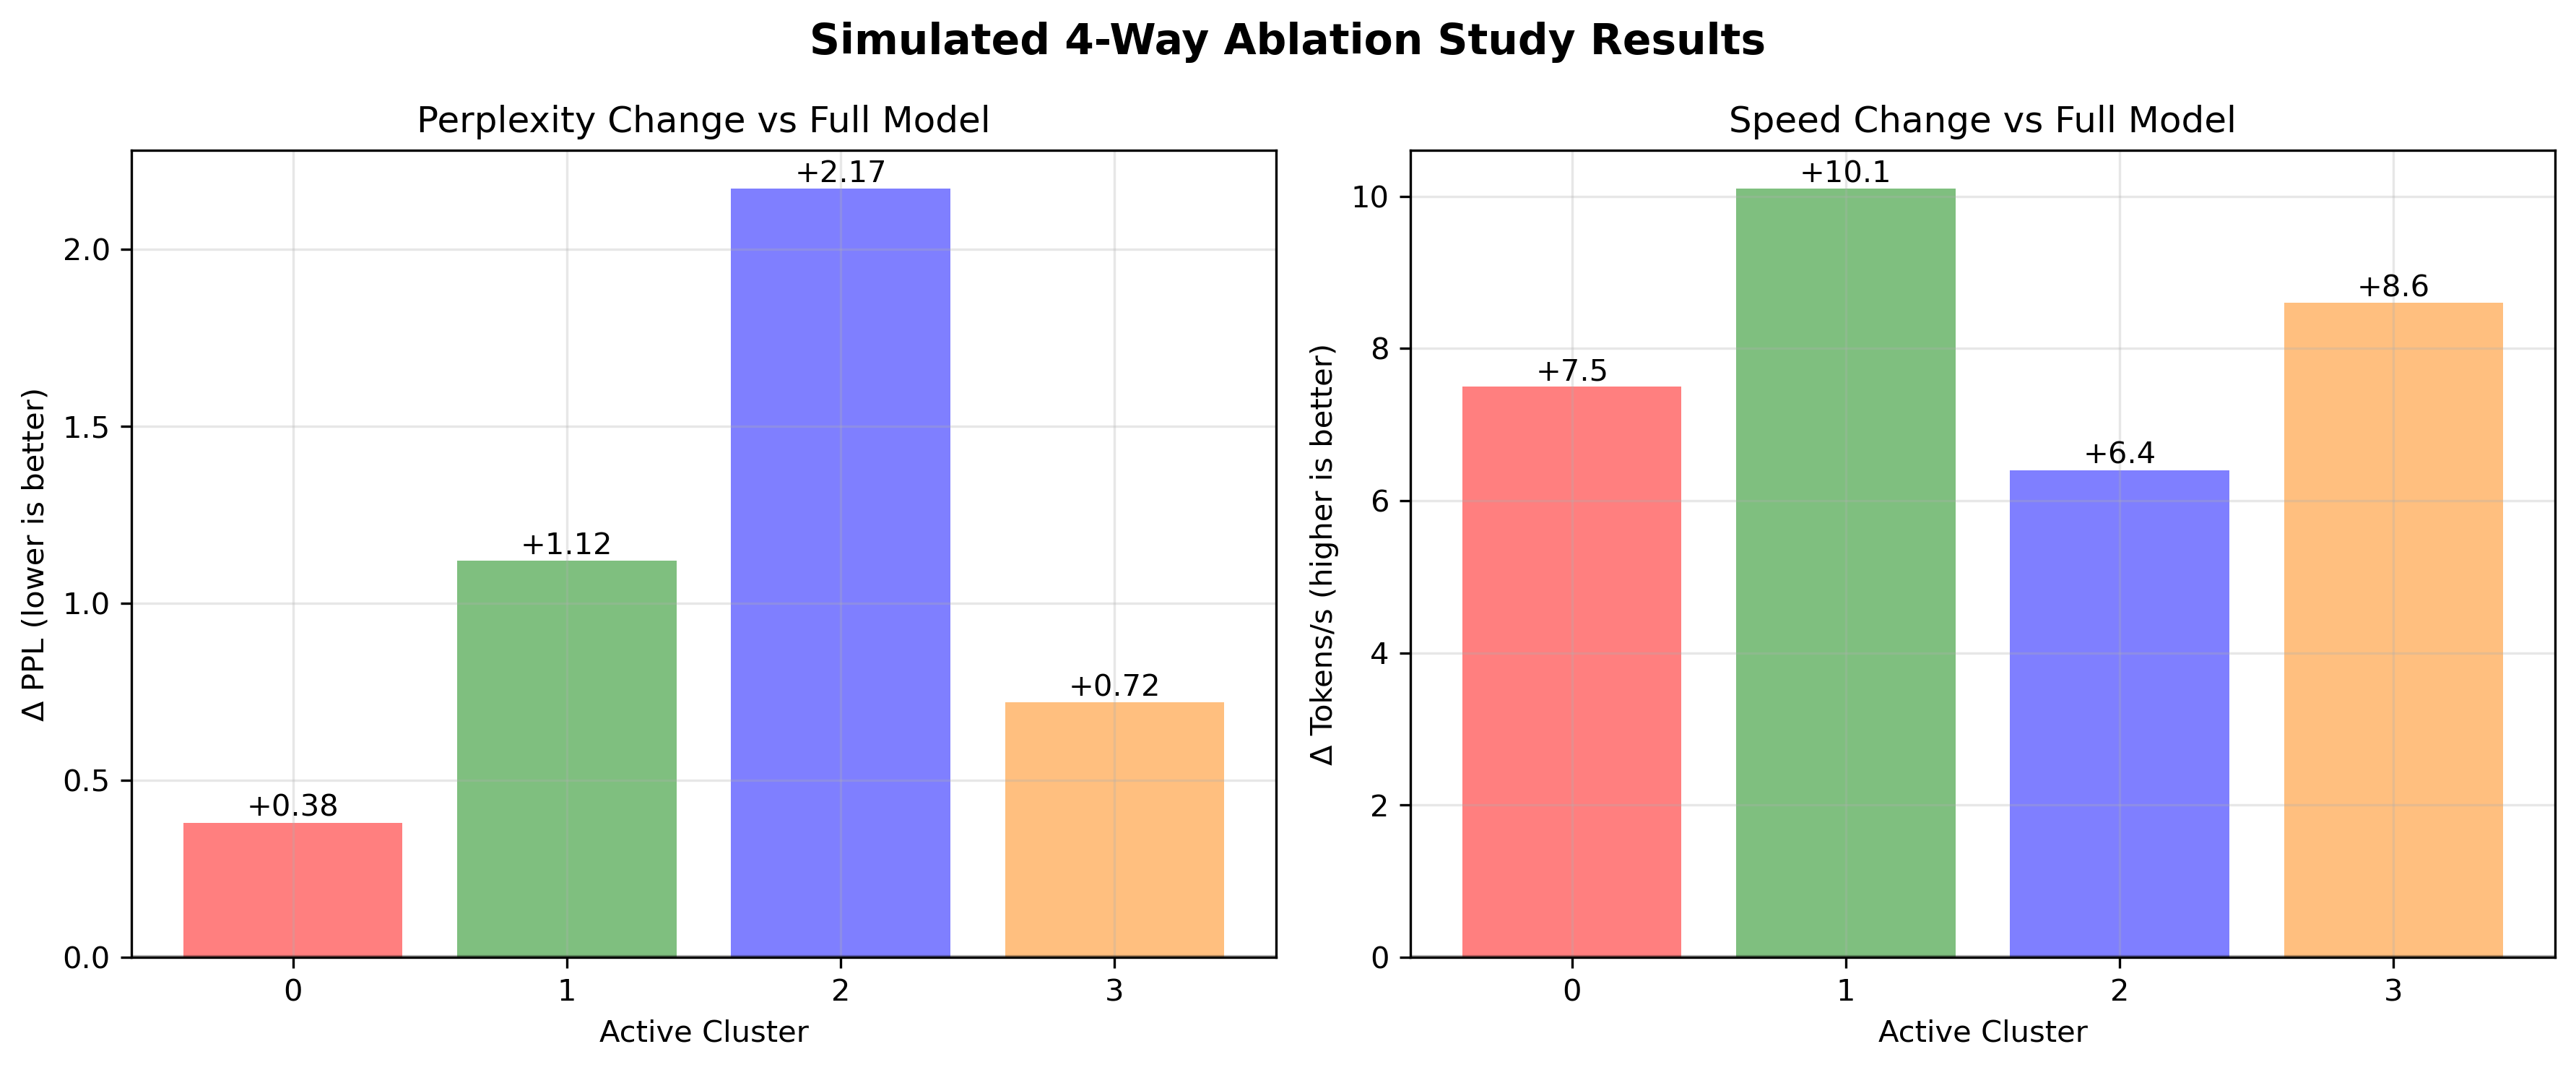 Simulated 4-Way Ablation Study Results
Perplexity Change vs Full Model
Δ PPL (lower is better)
2.0
1.5
1.0
0.5
0.0
+0.38
+1.12
+2.17
+0.72
0 1 2 3
Active Cluster
Speed Change vs Full Model
Δ Tokens/s (higher is better)
10
8
6
4
2
0
+7.5
+10.1
+6.4
+8.6
0 1 2 3
Active Cluster